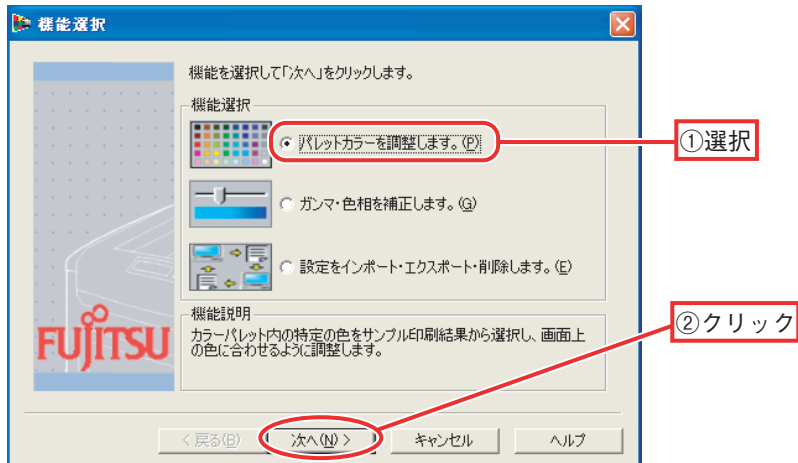 機能選択
機能を選択して「次へ」をクリックします。
機能選択
パレットカラーを調整します。(P)
①選択
ガンマ・色相を補正します。(G)
設定をインポート・エクスポート・削除します。(E)
機能説明
カラーパレット内の特定の色をサンプル印刷結果から選択し、画面上
の色に合わせるように調整します。
②クリック
FUJITSU
< 戻る(B)
次へ(N) >
キャンセル
ヘルプ